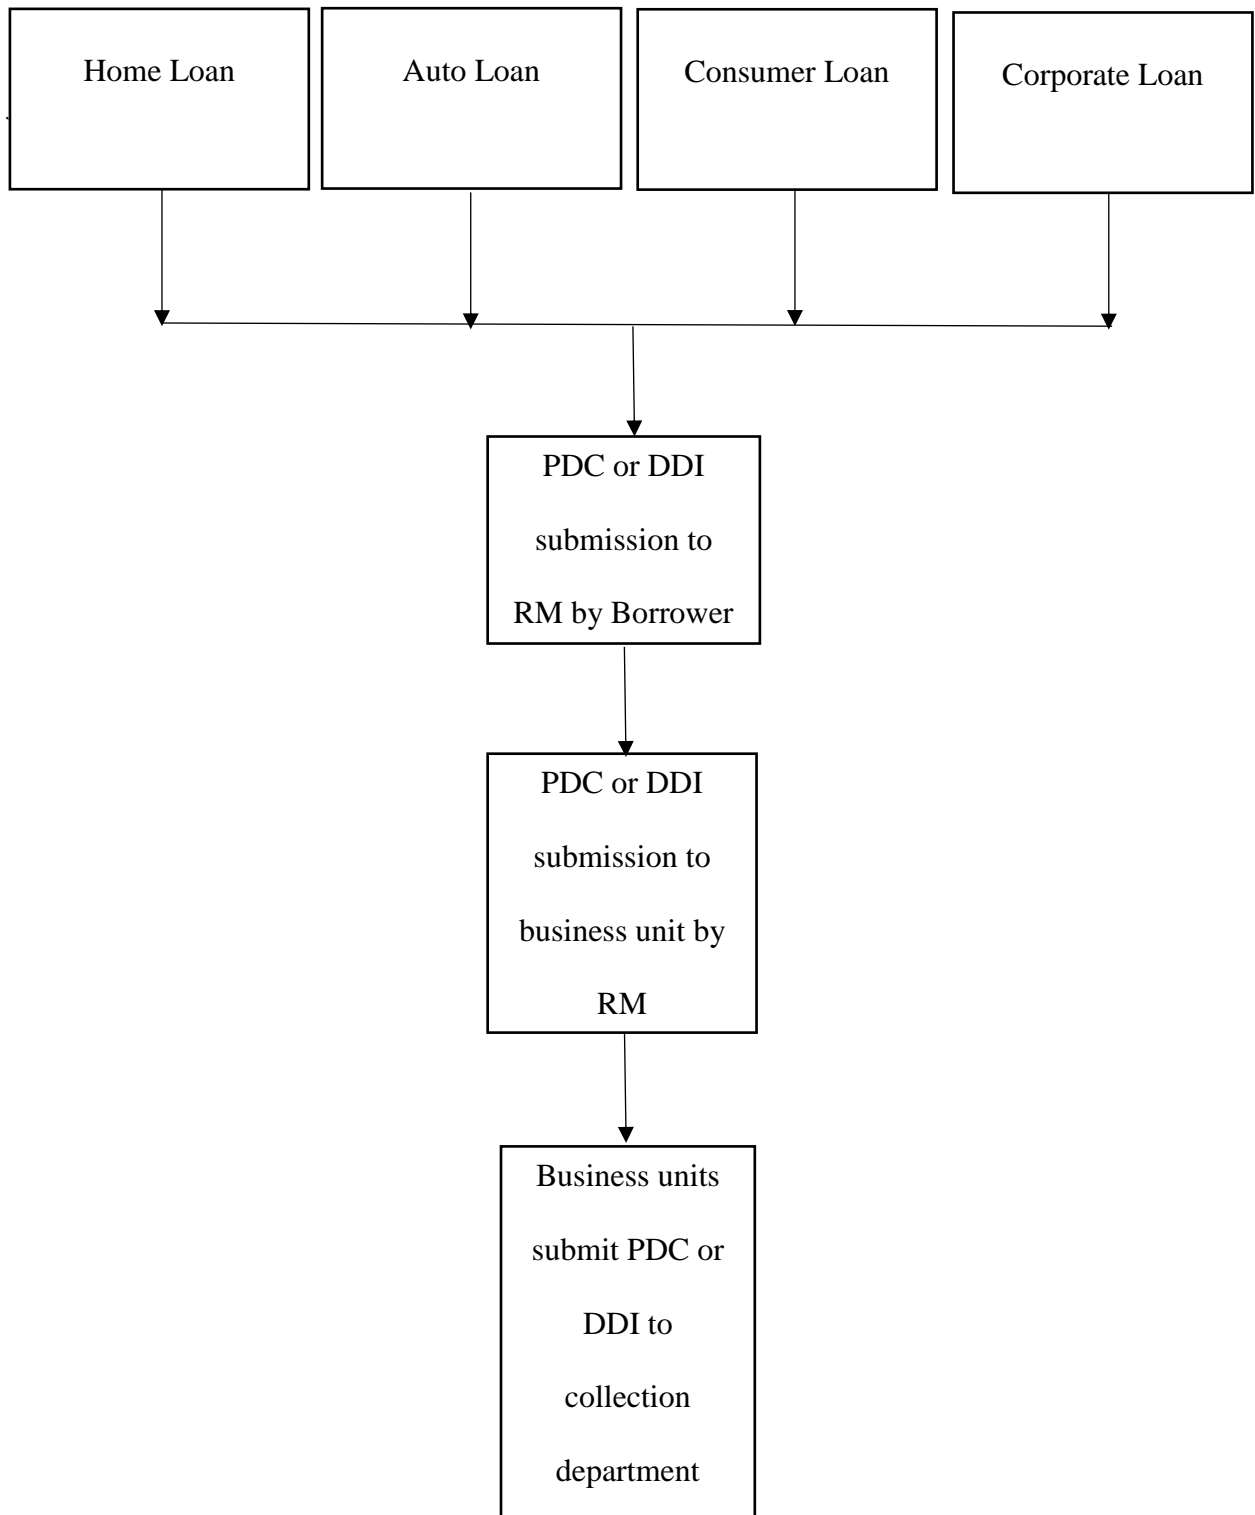 Home Loan
Auto Loan
Consumer Loan
Corporate Loan
PDC or DDI
submission to
RM by Borrower
PDC or DDI
submission to
business unit by
RM
Business units
submit PDC or
DDI to
collection
department